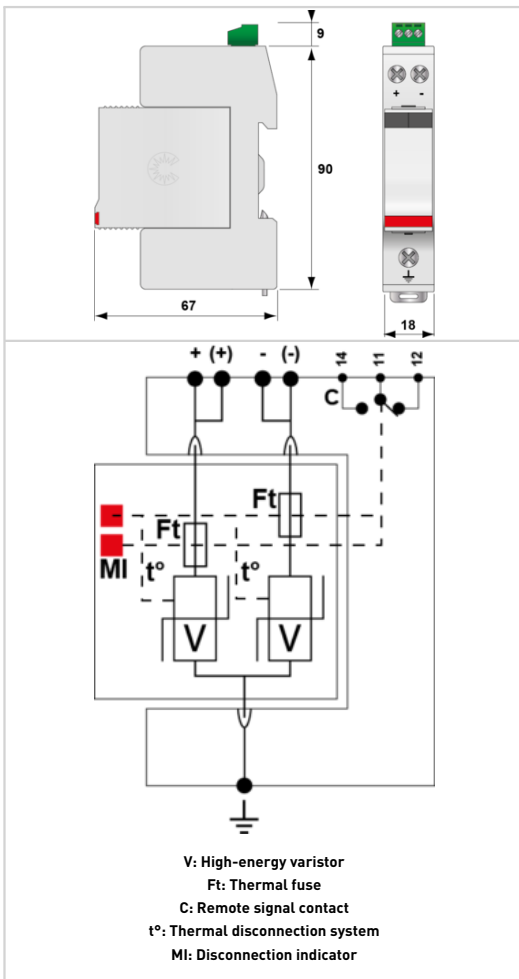 9
+ -
90
67
18
+ (+) - (-) 14 11 12
C
Ft
Ft
MI t° t°
V V
V: High-energy varistor
Ft: Thermal fuse
C: Remote signal contact
t°: Thermal disconnection system
MI: Disconnection indicator